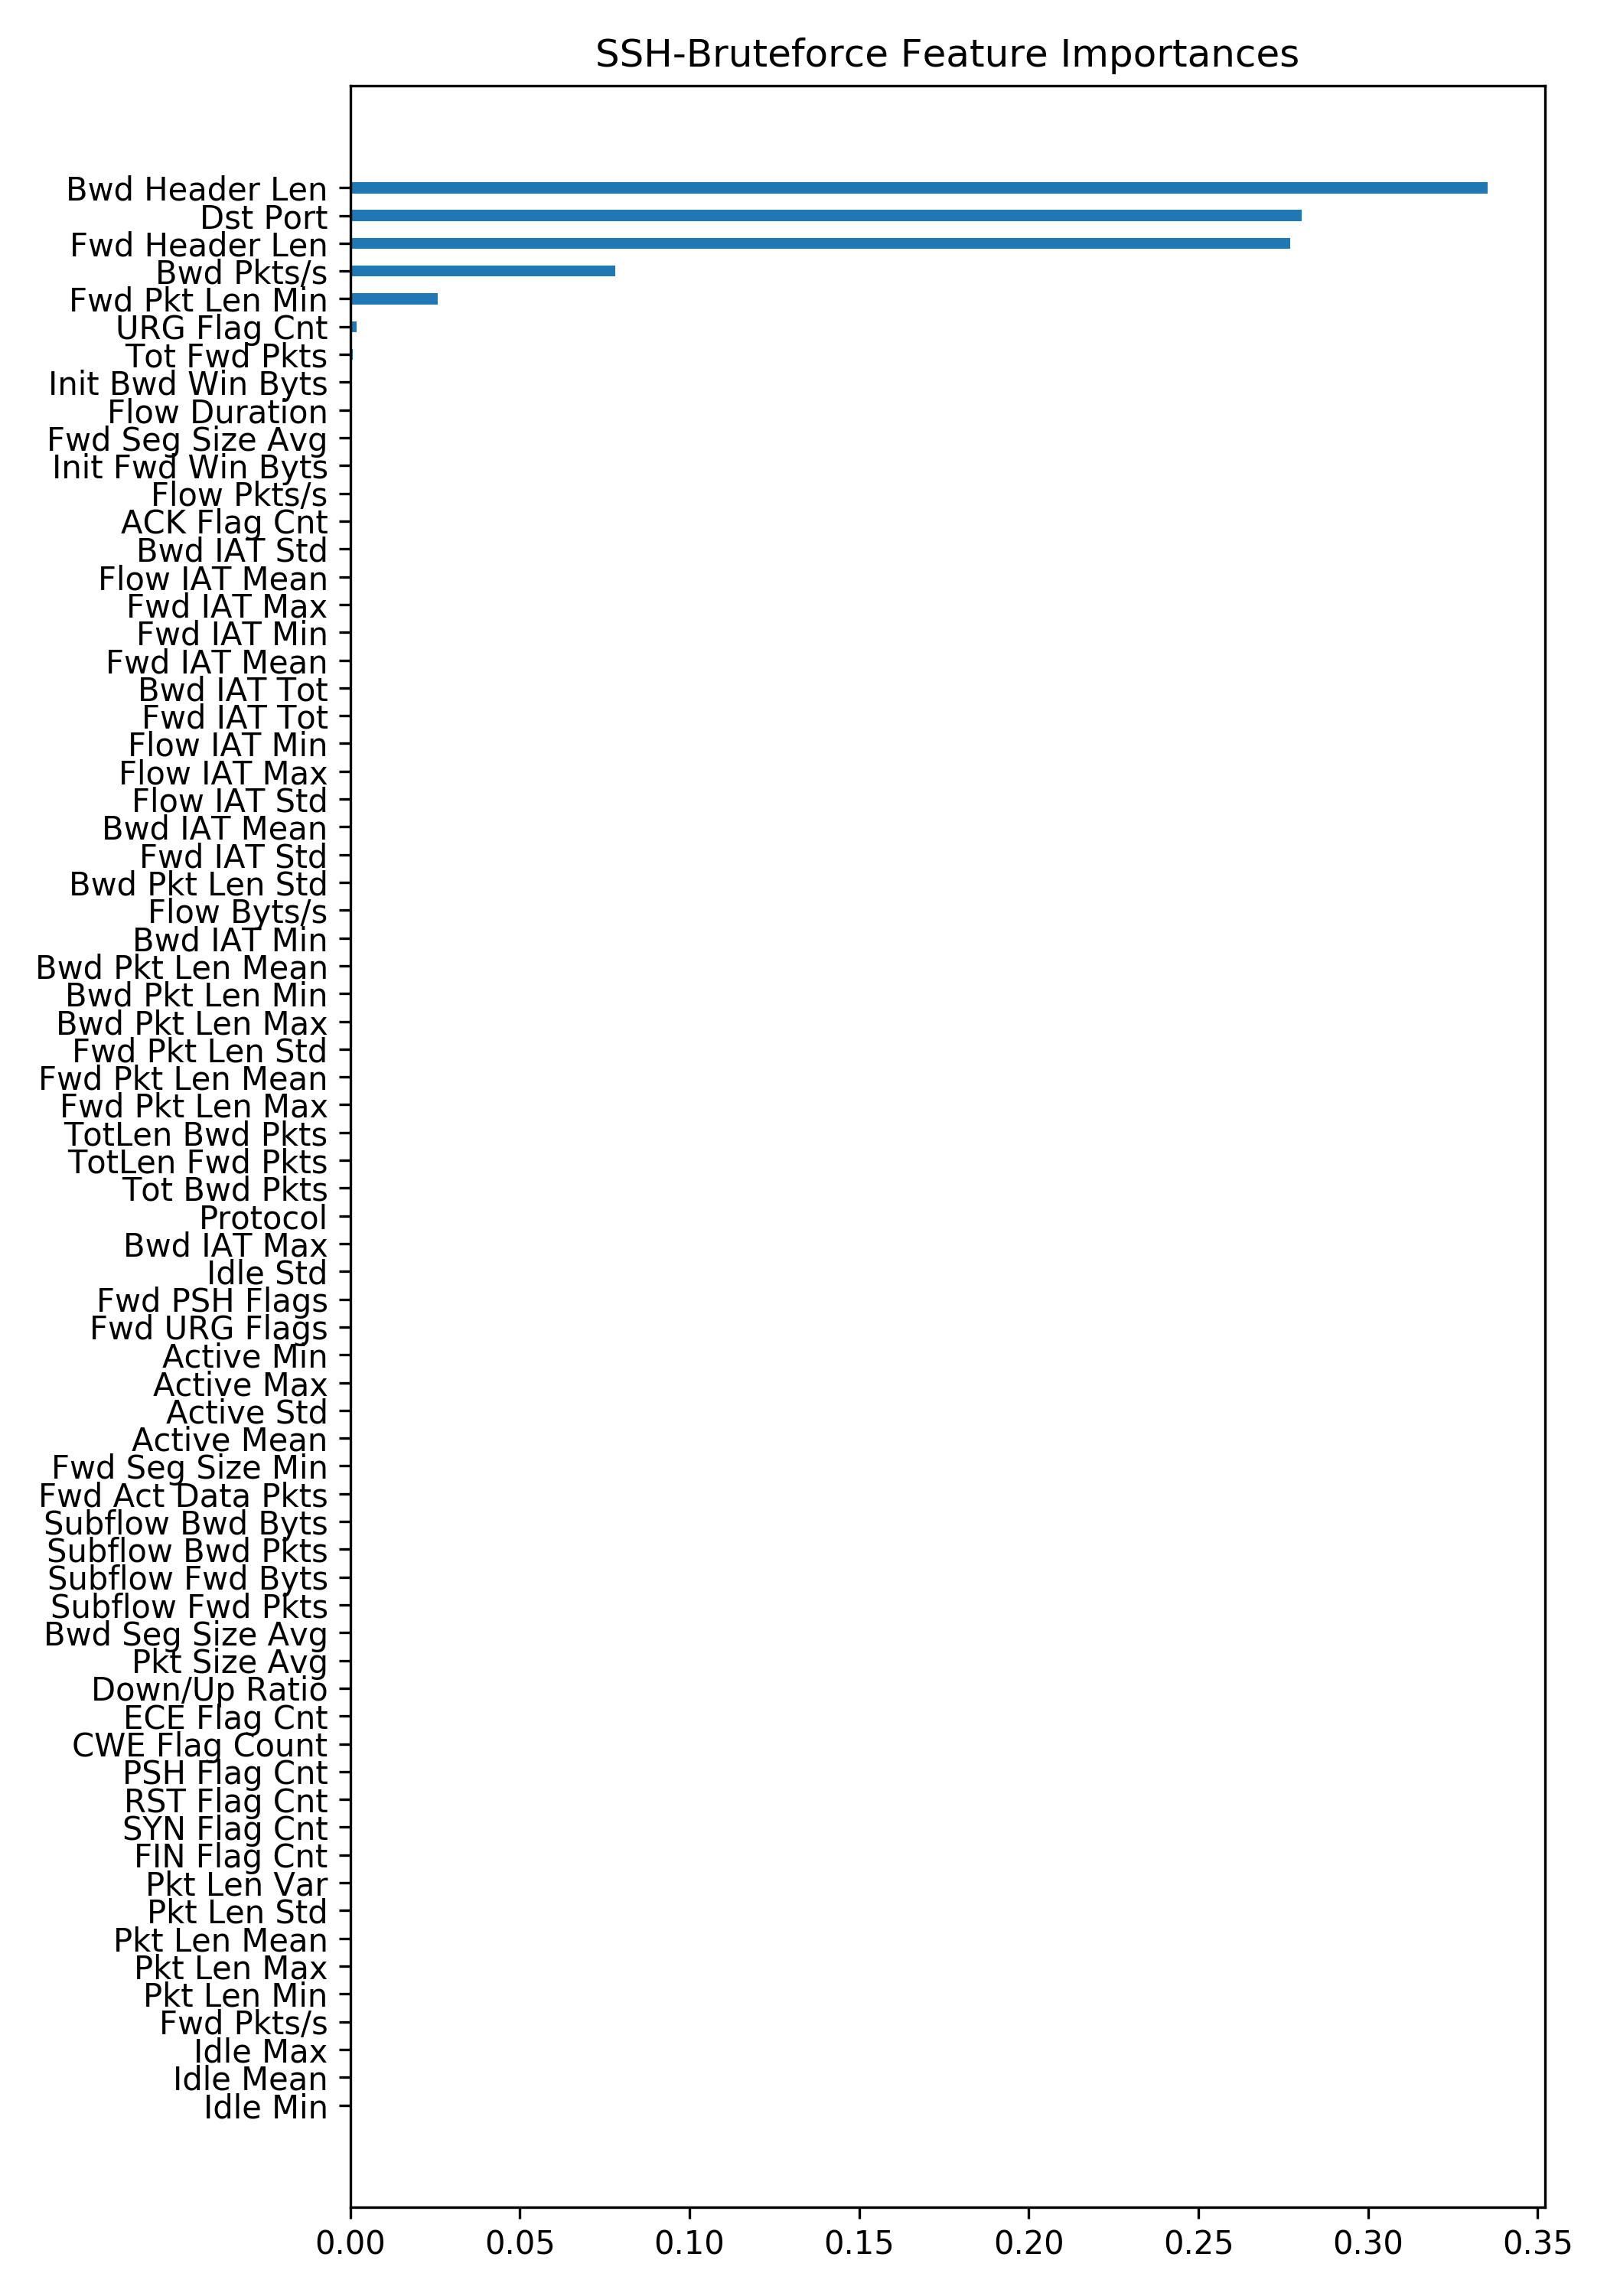 SSH-Bruteforce Feature Importances
Bwd Header Len
Dst Port
Fwd Header Len
Bwd Pkts/s
Fwd Pkt Len Min
URG Flag Cnt
Tot Fwd Pkts
Init Bwd Win Byts
Flow Duration
Fwd Seg Size Avg
Init Fwd Win Byts
Flow Pkts/s
ACK Flag Cnt
Bwd IAT Std
Flow IAT Mean
Fwd IAT Max
Fwd IAT Min
Fwd IAT Mean
Bwd IAT Tot
Fwd IAT Tot
Flow IAT Min
Flow IAT Max
Flow IAT Std
Bwd IAT Mean
Fwd IAT Std
Bwd Pkt Len Std
Flow Byts/s
Bwd IAT Min
Bwd Pkt Len Mean
Bwd Pkt Len Min
Bwd Pkt Len Max
Fwd Pkt Len Std
Fwd Pkt Len Mean
Fwd Pkt Len Max
TotLen Bwd Pkts
TotLen Fwd Pkts
Tot Bwd Pkts
Protocol
Bwd IAT Max
Idle Std
Fwd PSH Flags
Fwd URG Flags
Active Min
Active Max
Active Std
Active Mean
Fwd Seg Size Min
Fwd Act Data Pkts
Subflow Bwd Byts
Subflow Bwd Pkts
Subflow Fwd Byts
Subflow Fwd Pkts
Bwd Seg Size Avg
Pkt Size Avg
Down/Up Ratio
ECE Flag Cnt
CWE Flag Count
PSH Flag Cnt
RST Flag Cnt
SYN Flag Cnt
FIN Flag Cnt
Pkt Len Var
Pkt Len Std
Pkt Len Mean
Pkt Len Max
Pkt Len Min
Fwd Pkts/s
Idle Max
Idle Mean
Idle Min
0.00 0.05 0.10 0.15 0.20 0.25 0.30 0.35